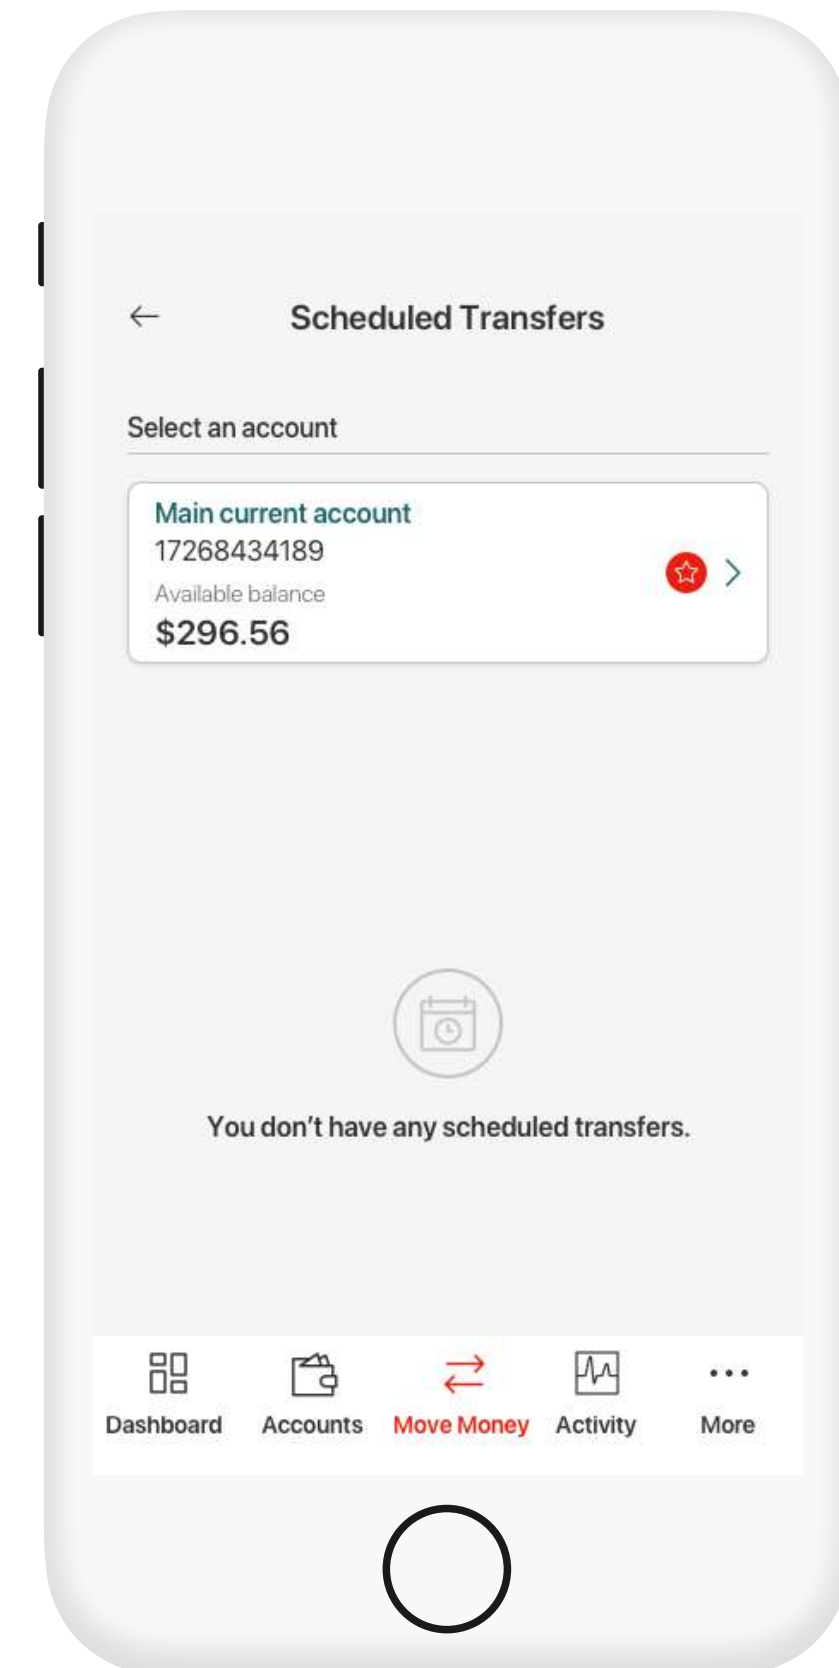 Scheduled Transfers
Select an account
Main current account
17268434189
Available balance
$296.56
You don't have any scheduled transfers.
Dashboard Accounts Move Money Activity More